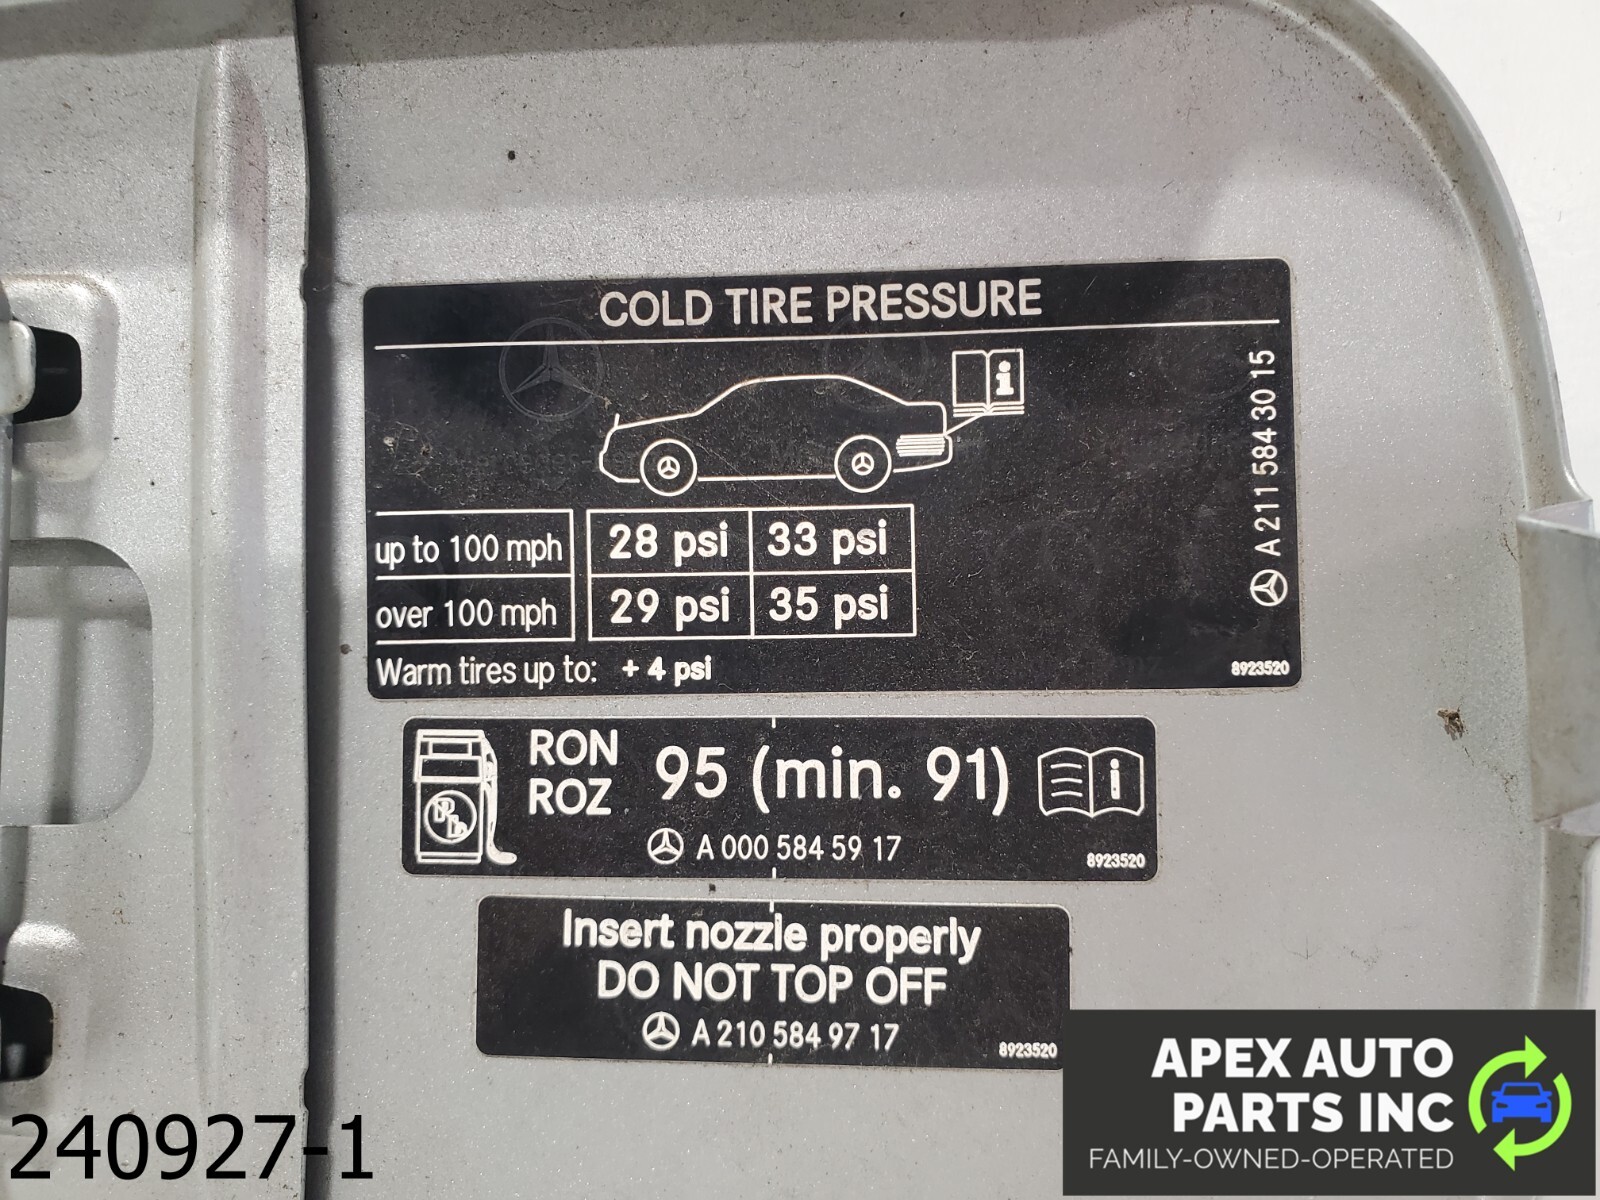 COLD TIRE PRESSURE
i
up to 100 mph 28 psi 33 psi
over 100 mph 29 psi 35 psi
Warm tires up to: + 4 psi
A 211 584 30 15
8923520
RON
ROZ
95 (min. 91)
i
A 000 584 59 17
8923520
Insert nozzle properly
DO NOT TOP OFF
A 210 584 97 17
8923520
240927-1
APEX AUTO
PARTS INC
FAMILY-OWNED-OPERATED